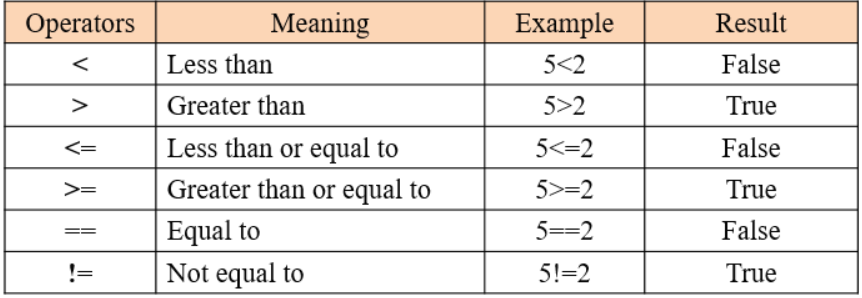 Operators Meaning Example Result
< Less than 5<2 False
> Greater than 5>2 True
<= Less than or equal to 5<=2 False
>= Greater than or equal to 5>=2 True
== Equal to 5==2 False
!= Not equal to 5!=2 True